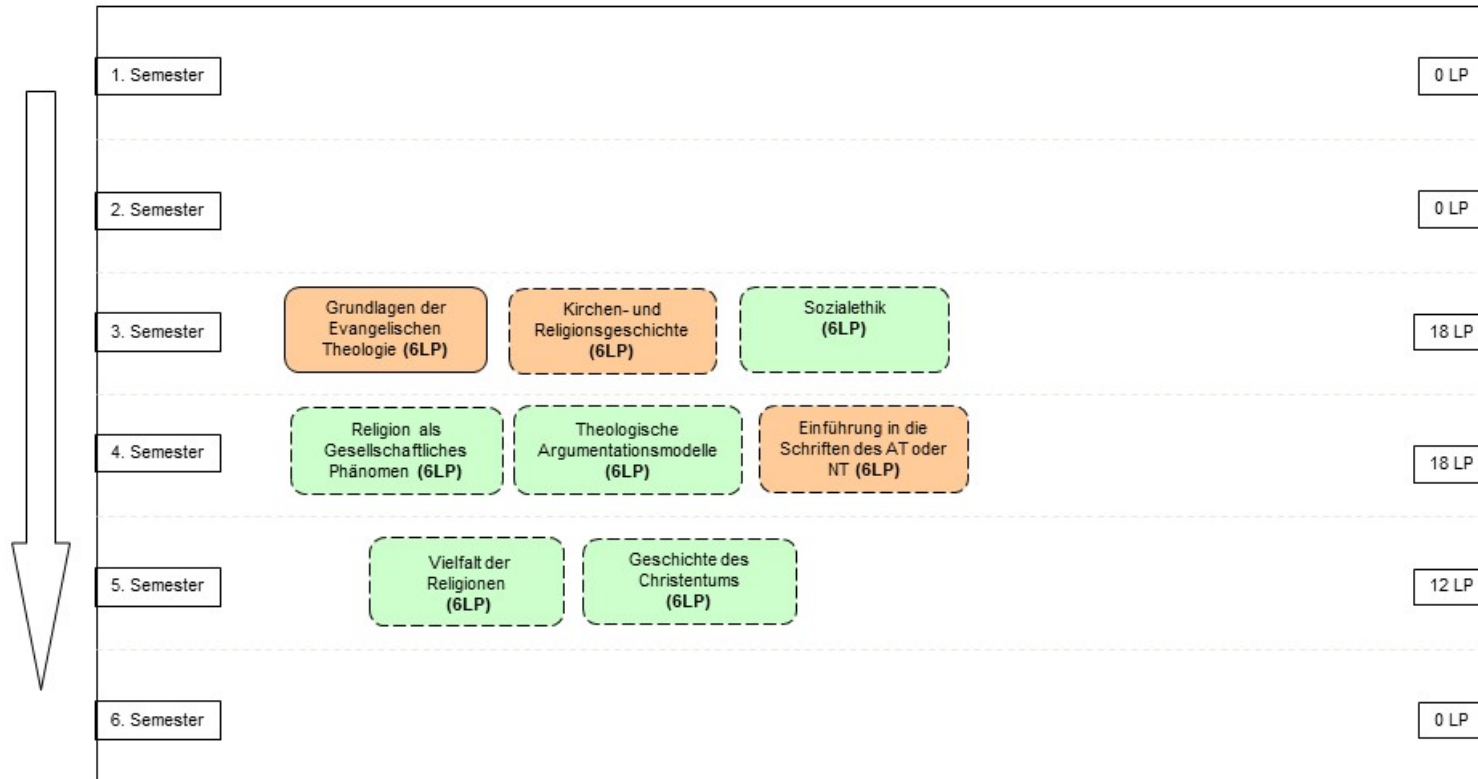 1. Semester
0 LP
2. Semester
0 LP
3. Semester
Grundlagen der
Evangelischen
Theologie (6LP)
Kirchen- und
Religionsgeschichte
(6LP)
Sozialethik
(6LP)
18 LP
4. Semester
Religion als
Gesellschaftliches
Phänomen (6LP)
Theologische
Argumentationsmodelle
(6LP)
Einführung in die
Schriften des AT oder
NT (6LP)
18 LP
5. Semester
Vielfalt der
Religionen
(6LP)
Geschichte des
Christentums
(6LP)
12 LP
6. Semester
0 LP